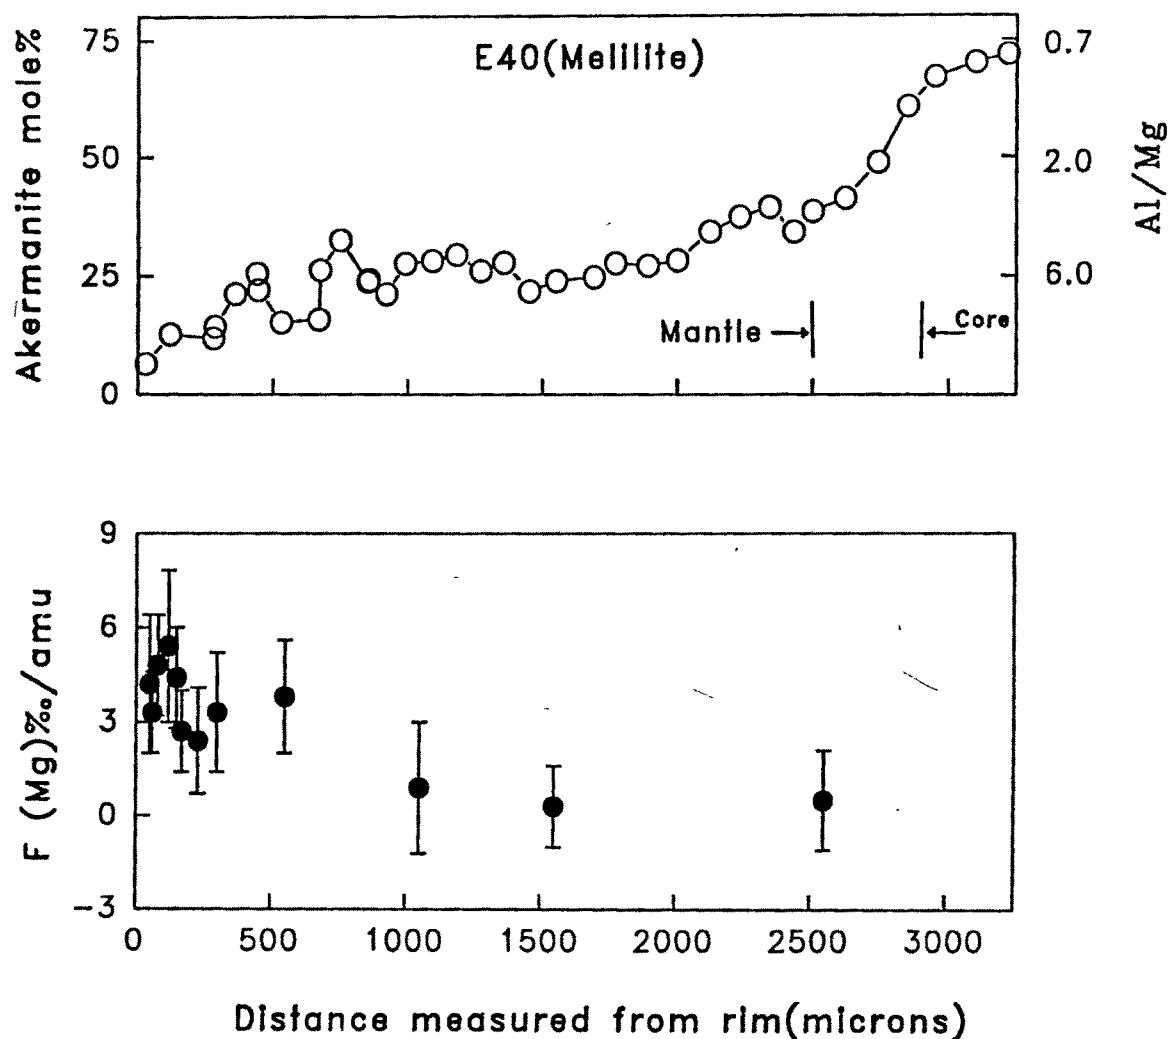 E40(Melilite)
Akermanite mole%
75
50
25
0
0.7
2.0
6.0
Al/Mg
Mantle
Core
F (Mg)‰/amu
9
6
3
0
−3
0 500 1000 1500 2000 2500 3000
Distance measured from rim(microns)